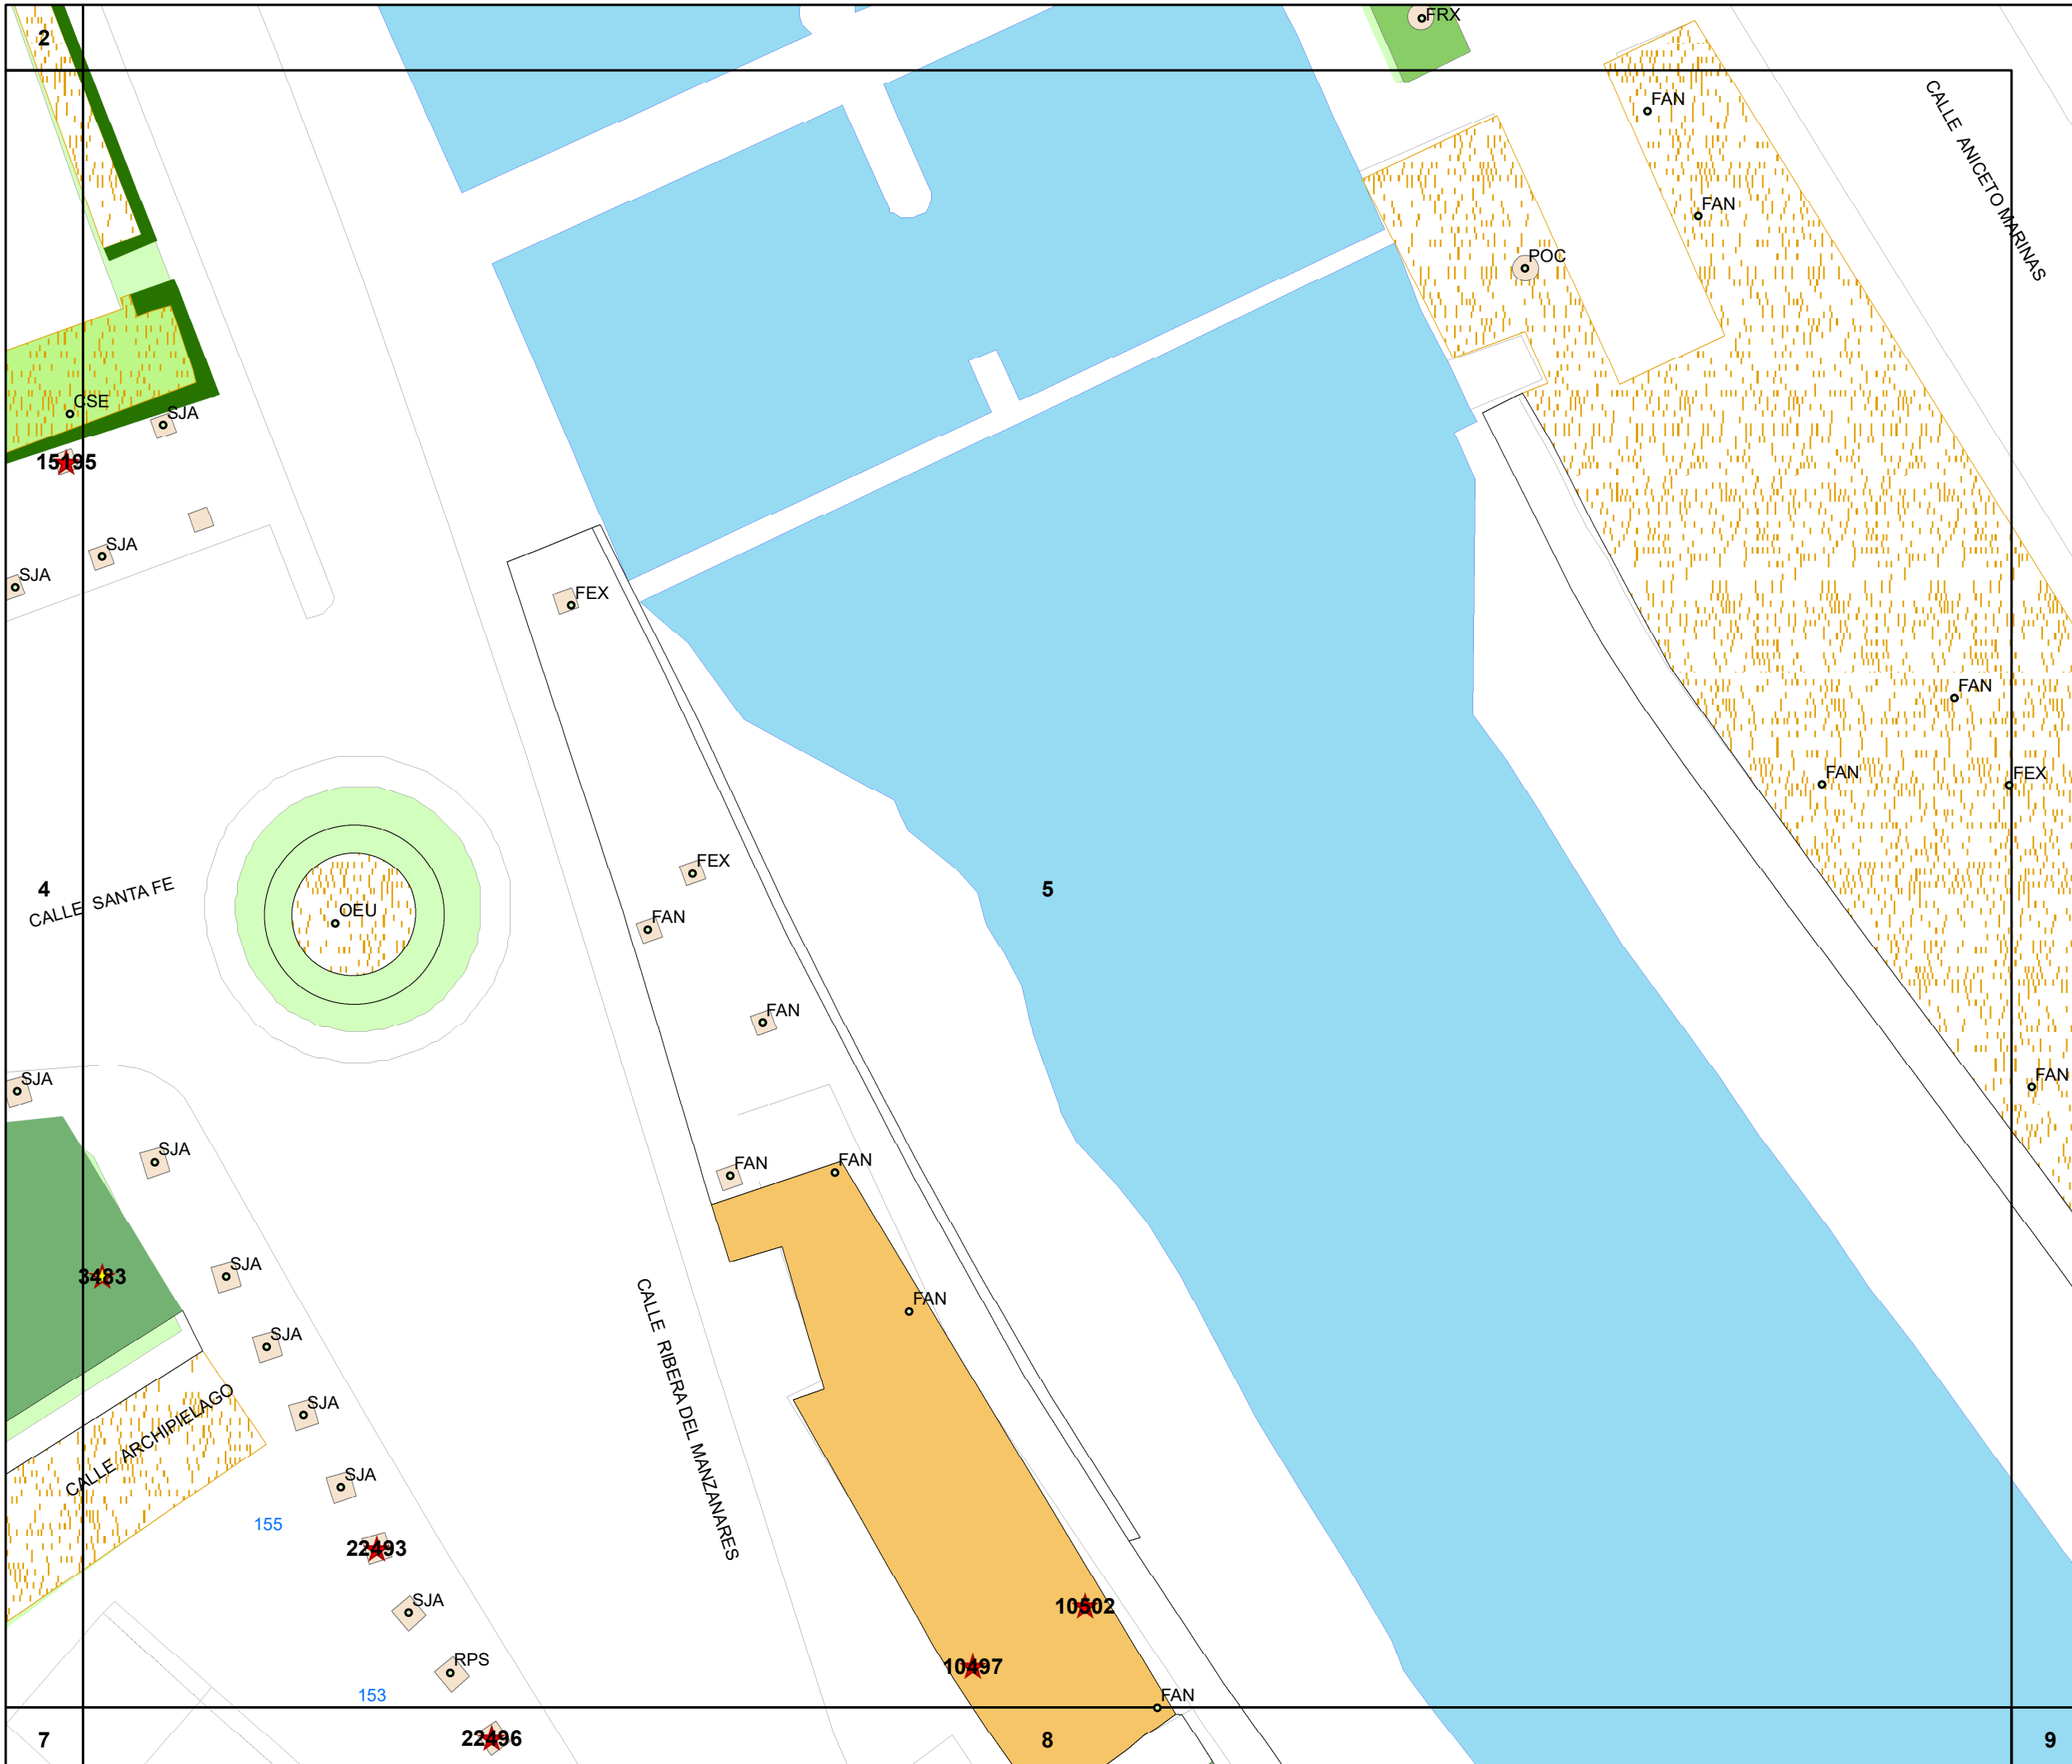 2
FRX
FAN
CALLE ANICETO MARINAS
FAN
POC
CSE
SJA
15195
SJA
SJA
FEX
FAN
FAN
FEX
FEX
4
CALLE SANTA FE
5
OEU
FAN
FAN
SJA
FAN
SJA
FAN
FAN
SJA
3483
FAN
CALLE RIBERA DEL MANZANARES
SJA
CALLE ARCHIPIELAGO
SJA
SJA
155
22493
SJA
10502
RPS
10497
153
FAN
7
22496
8
9